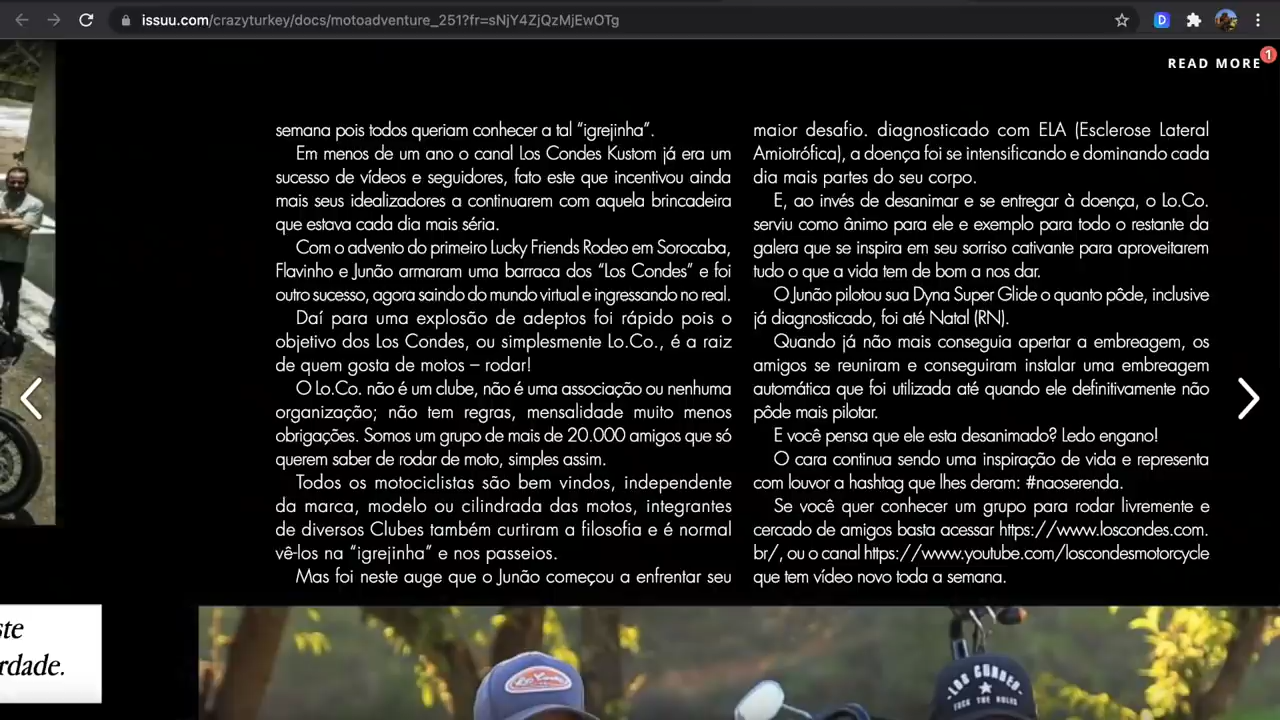 issuu.com/crazyturkey/docs/motoadventure_251?fr=sNjY4ZjQzMjEwOTg
READ MORE
1
semana pois todos queriam conhecer a tal “igrejinha”.
Em menos de um ano o canal Los Condes Kustom já era um
sucesso de vídeos e seguidores, fato este que incentivou ainda
mais seus idealizadores a continuarem com aquela brincadeira
que estava cada dia mais séria.
Com o advento do primeiro Lucky Friends Rodeo em Sorocaba,
Flavinho e Junão armaram uma barraca dos “Los Condes” e foi
outro sucesso, agora saindo do mundo virtual e ingressando no real.
Daí para uma explosão de adeptos foi rápido pois o
objetivo dos Los Condes, ou simplesmente Lo.Co., é a raiz
de quem gosta de motos – rodar!
O Lo.Co. não é um clube, não é uma associação ou nenhuma
organização; não tem regras, mensalidade muito menos
obrigações. Somos um grupo de mais de 20.000 amigos que só
querem saber de rodar de moto, simples assim.
Todos os motociclistas são bem vindos, independente
da marca, modelo ou cilindrada das motos, integrantes
de diversos Clubes também curtiram a filosofia e é normal
vê-los na “igrejinha” e nos passeios.
Mas foi neste auge que o Junão começou a enfrentar seu
maior desafio. diagnosticado com ELA (Esclerose Lateral
Amiotrófica), a doença foi se intensificando e dominando cada
dia mais partes do seu corpo.
E, ao invés de desanimar e se entregar à doença, o Lo.Co.
serviu como ânimo para ele e exemplo para todo o restante da
galera que se inspira em seu sorriso cativante para aproveitarem
tudo o que a vida tem de bom a nos dar.
O Junão pilotou sua Dyna Super Glide o quanto pôde, inclusive
já diagnosticado, foi até Natal (RN).
Quando já não mais conseguia apertar a embreagem, os
amigos se reuniram e conseguiram instalar uma embreagem
automática que foi utilizada até quando ele definitivamente não
pôde mais pilotar.
E você pensa que ele esta desanimado? Ledo engano!
O cara continua sendo uma inspiração de vida e representa
com louvor a hashtag que lhes deram: #naoserenda.
Se você quer conhecer um grupo para rodar livremente e
cercado de amigos basta acessar https://www.loscondes.com.
br/, ou o canal https://www.youtube.com/loscondesmotorcycle
que tem vídeo novo toda a semana.
ste
rdade.
Los Condes
LOS CONDES
FUCK THE RULES